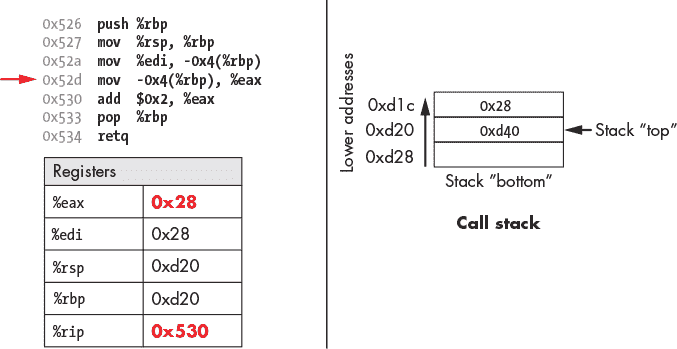 0x526 push %rbp
0x527 mov %rsp, %rbp
0x52a mov %edi, -0x4(%rbp)
0x52d mov -0x4(%rbp), %eax
0x530 add $0x2, %eax
0x533 pop %rbp
0x534 retq
Registers
%eax 0x28
%edi 0x28
%rsp 0xd20
%rbp 0xd20
%rip 0x530
Lower addresses
0xd1c 0x28
0xd20 0xd40 Stack “top”
0xd28
Stack “bottom”
Call stack